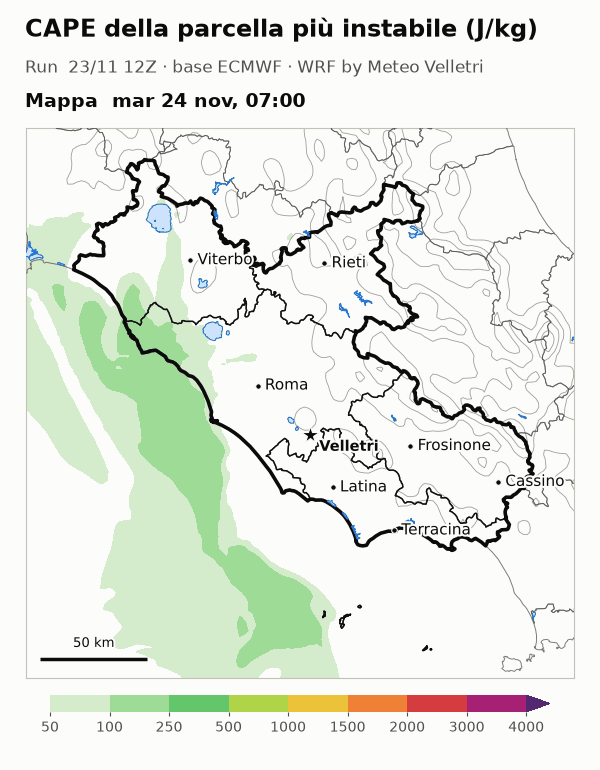 CAPE della parcella più instabile (J/kg)
Run  23/11 12Z · base ECMWF · WRF by Meteo Velletri
Mappa  mar 24 nov, 07:00
Viterbo
Rieti
Roma
Velletri
Frosinone
Latina
Cassino
Terracina
50 km
50 100 250 500 1000 1500 2000 3000 4000